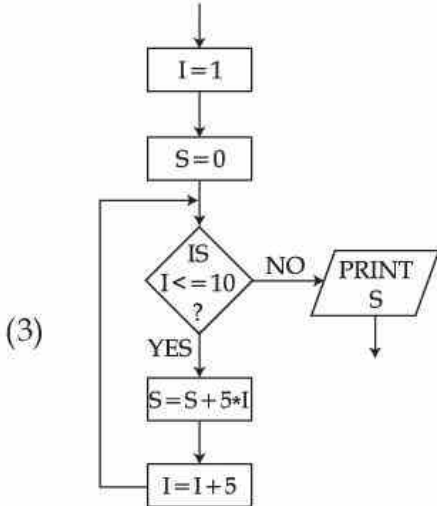 I=1
S=0
IS
I<=10
?
NO
PRINT
S
(3)
YES
S=S+5*I
I=I+5